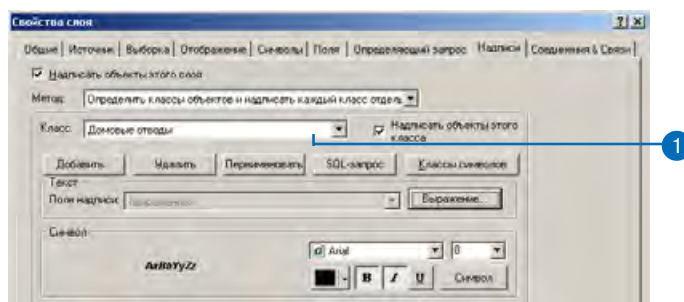 Свойства слоя
Общие Источник Выборка Отображение Символы Поля Определяющий запрос Надписи Соединения & Связи
Надписать объекты этого слоя
Метод: Определить классы объектов и надписать каждый класс отдель
Класс: Домовые отводы
Надписать объекты этого класса
1
Добавить Удалить Переименовать SQL-запрос Классы символов
Текст
Поле надписи: Выражение...
Символ
АаBbYyZz
Arial 8
B I U Символ